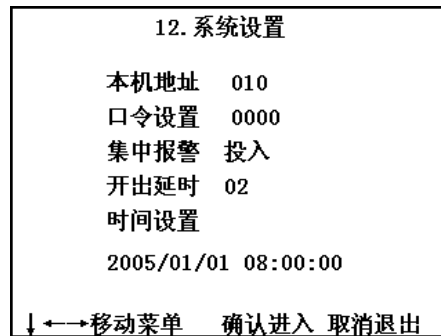 12.系统设置
本机地址 010
口令设置 0000
集中报警 投入
开出延时 02
时间设置
2005/01/01 08:00:00
↓←→移动菜单 确认进入 取消退出